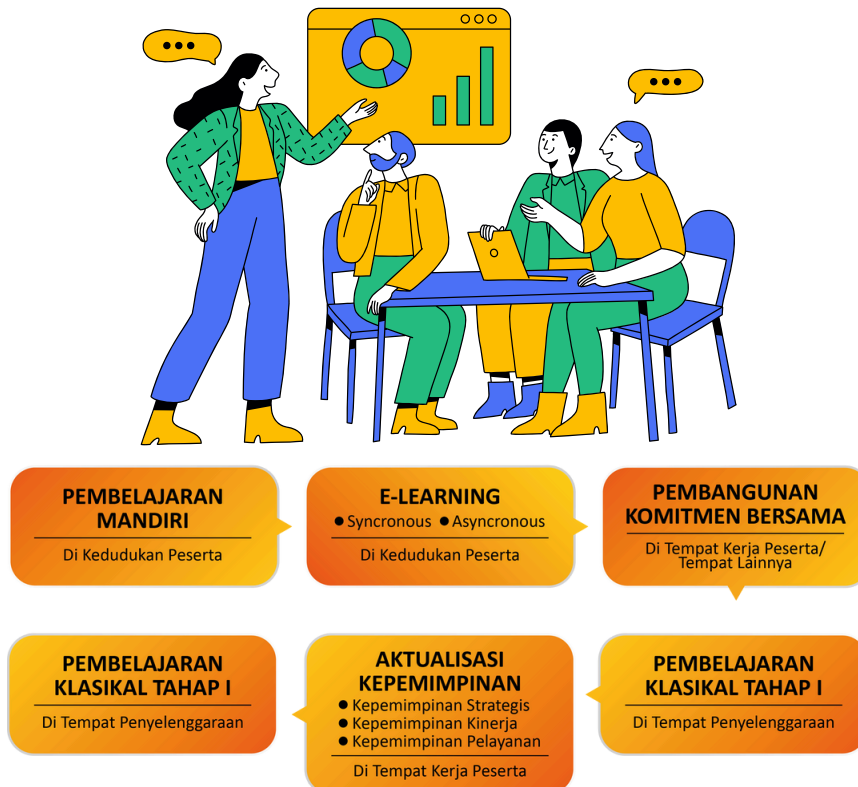 PEMBELAJARAN
MANDIRI
Di Kedudukan Peserta
E-LEARNING
● Syncronous ● Asyncronous
Di Kedudukan Peserta
PEMBANGUNAN
KOMITMEN BERSAMA
Di Tempat Kerja Peserta/
Tempat Lainnya
PEMBELAJARAN
KLASIKAL TAHAP I
Di Tempat Penyelenggaraan
AKTUALISASI
KEPEMIMPINAN
● Kepemimpinan Strategis
● Kepemimpinan Kinerja
● Kepemimpinan Pelayanan
Di Tempat Kerja Peserta
PEMBELAJARAN
KLASIKAL TAHAP I
Di Tempat Penyelenggaraan